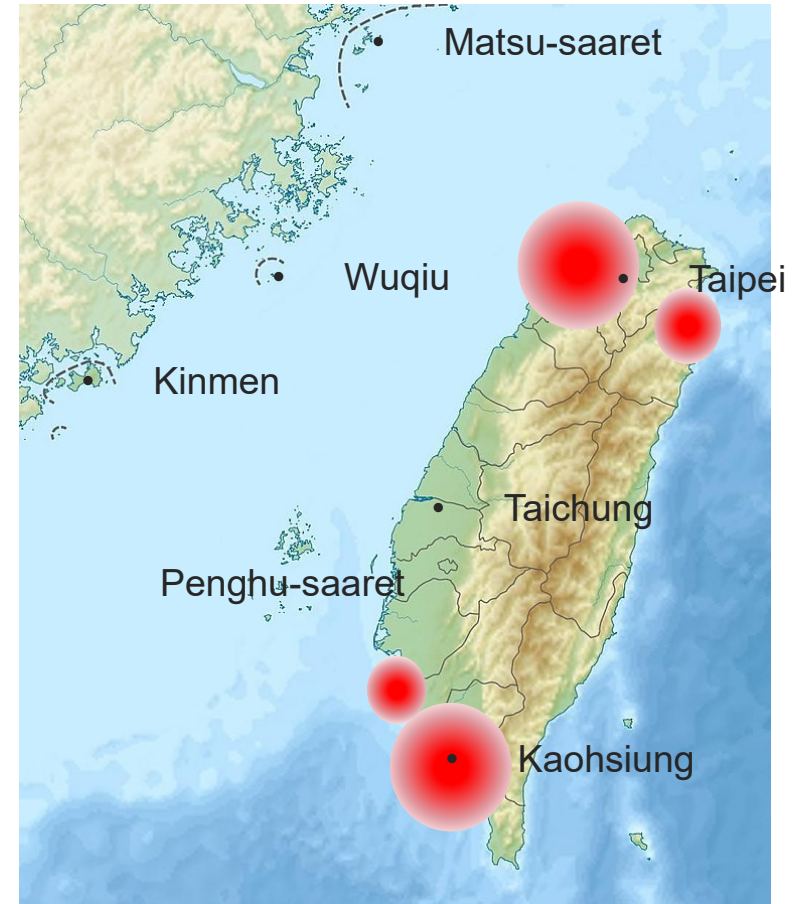 Matsu-saaret
Wuqiu
Taipei
Kinmen
Taichung
Penghu-saaret
Kaohsiung